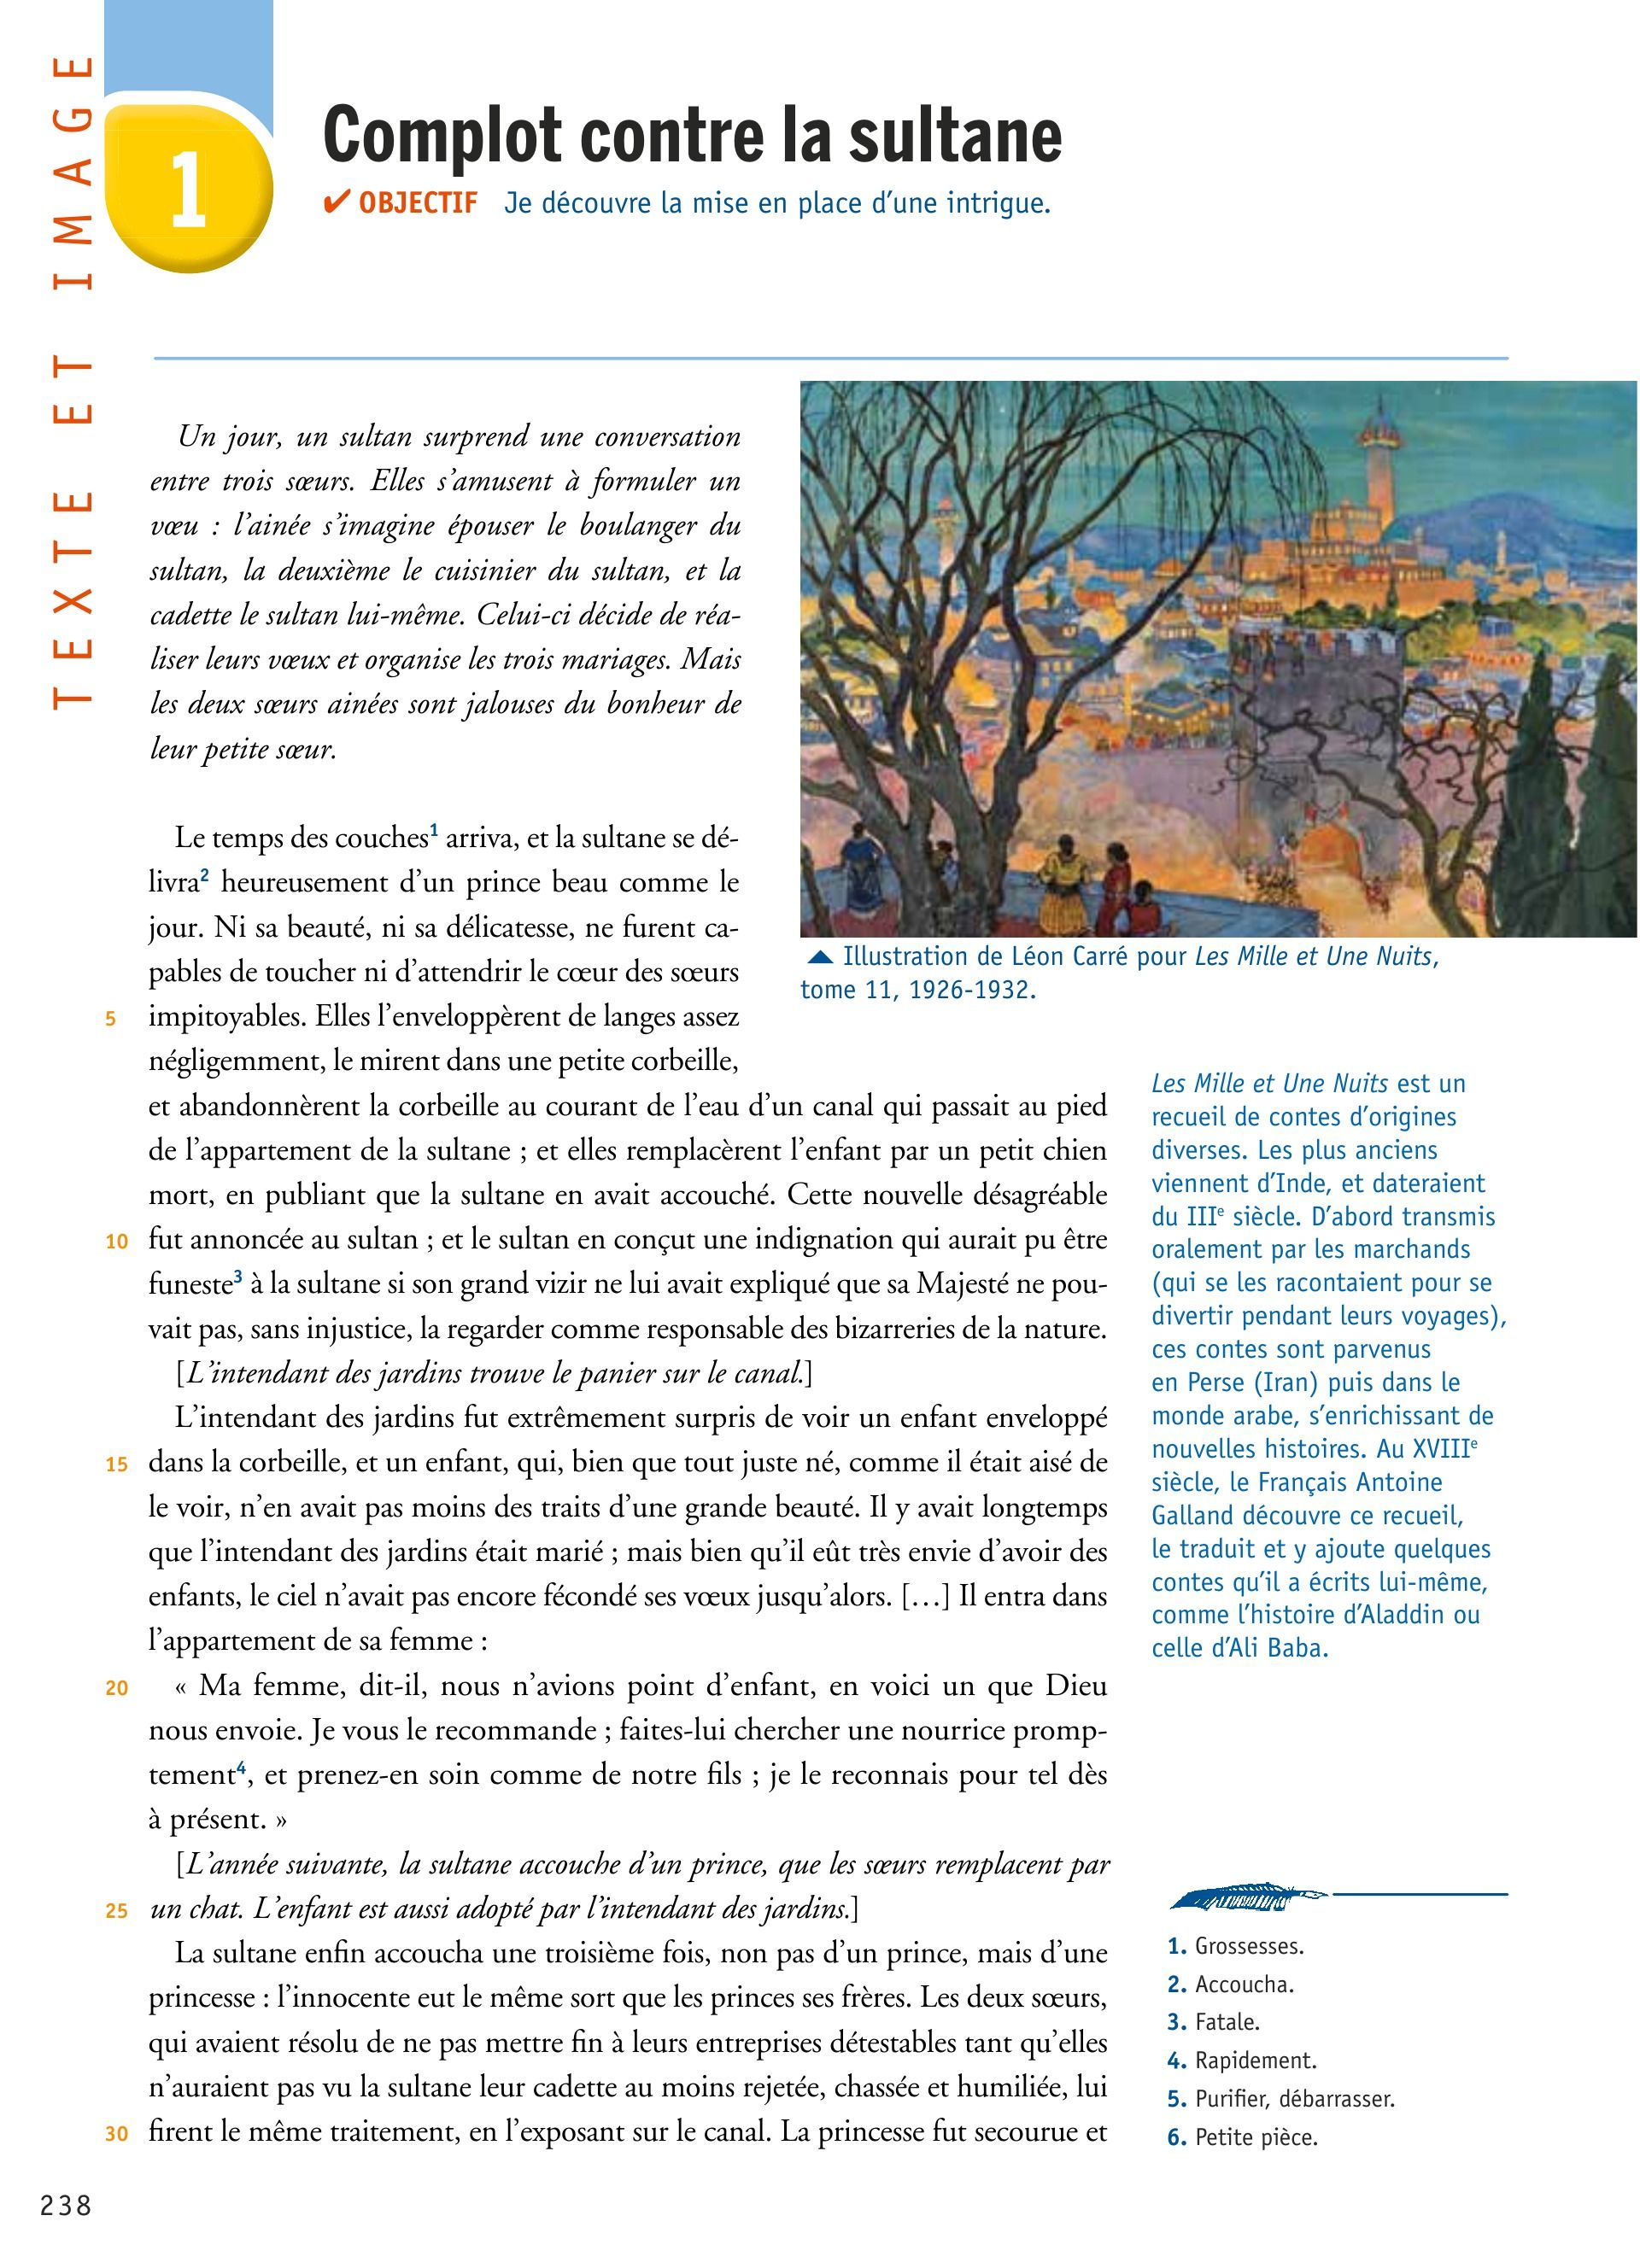 TEXTE ET IMAGE
1
Complot contre la sultane
✔ OBJECTIF Je découvre la mise en place d’une intrigue.
Un jour, un sultan surprend une conversation
entre trois sœurs. Elles s’amusent à formuler un
vœu : l’ainée s’imagine épouser le boulanger du
sultan, la deuxième le cuisinier du sultan, et la
cadette le sultan lui-même. Celui-ci décide de réa-
liser leurs vœux et organise les trois mariages. Mais
les deux sœurs ainées sont jalouses du bonheur de
leur petite sœur.
Le temps des couches1 arriva, et la sultane se dé-
livra2 heureusement d’un prince beau comme le
jour. Ni sa beauté, ni sa délicatesse, ne furent ca-
pables de toucher ni d’attendrir le cœur des sœurs
5 impitoyables. Elles l’enveloppèrent de langes assez
négligemment, le mirent dans une petite corbeille,
et abandonnèrent la corbeille au courant de l’eau d’un canal qui passait au pied
de l’appartement de la sultane ; et elles remplacèrent l’enfant par un petit chien
mort, en publiant que la sultane en avait accouché. Cette nouvelle désagréable
10 fut annoncée au sultan ; et le sultan en conçut une indignation qui aurait pu être
funeste3 à la sultane si son grand vizir ne lui avait expliqué que sa Majesté ne pou-
vait pas, sans injustice, la regarder comme responsable des bizarreries de la nature.
[L’intendant des jardins trouve le panier sur le canal.]
L’intendant des jardins fut extrêmement surpris de voir un enfant enveloppé
15 dans la corbeille, et un enfant, qui, bien que tout juste né, comme il était aisé de
le voir, n’en avait pas moins des traits d’une grande beauté. Il y avait longtemps
que l’intendant des jardins était marié ; mais bien qu’il eût très envie d’avoir des
enfants, le ciel n’avait pas encore fécondé ses vœux jusqu’alors. […] Il entra dans
l’appartement de sa femme :
20 « Ma femme, dit-il, nous n’avions point d’enfant, en voici un que Dieu
nous envoie. Je vous le recommande ; faites-lui chercher une nourrice promp-
tement4, et prenez-en soin comme de notre fils ; je le reconnais pour tel dès
à présent. »
[L’année suivante, la sultane accouche d’un prince, que les sœurs remplacent par
25 un chat. L’enfant est aussi adopté par l’intendant des jardins.]
La sultane enfin accoucha une troisième fois, non pas d’un prince, mais d’une
princesse : l’innocente eut le même sort que les princes ses frères. Les deux sœurs,
qui avaient résolu de ne pas mettre fin à leurs entreprises détestables tant qu’elles
n’auraient pas vu la sultane leur cadette au moins rejetée, chassée et humiliée, lui
30 firent le même traitement, en l’exposant sur le canal. La princesse fut secourue et
▲ Illustration de Léon Carré pour Les Mille et Une Nuits,
tome 11, 1926-1932.
Les Mille et Une Nuits est un
recueil de contes d’origines
diverses. Les plus anciens
viennent d’Inde, et dateraient
du IIIe siècle. D’abord transmis
oralement par les marchands
(qui se les racontaient pour se
divertir pendant leurs voyages),
ces contes sont parvenus
en Perse (Iran) puis dans le
monde arabe, s’enrichissant de
nouvelles histoires. Au XVIIIe
siècle, le Français Antoine
Galland découvre ce recueil,
le traduit et y ajoute quelques
contes qu’il a écrits lui-même,
comme l’histoire d’Aladdin ou
celle d’Ali Baba.
1. Grossesses.
2. Accoucha.
3. Fatale.
4. Rapidement.
5. Purifier, débarrasser.
6. Petite pièce.
238